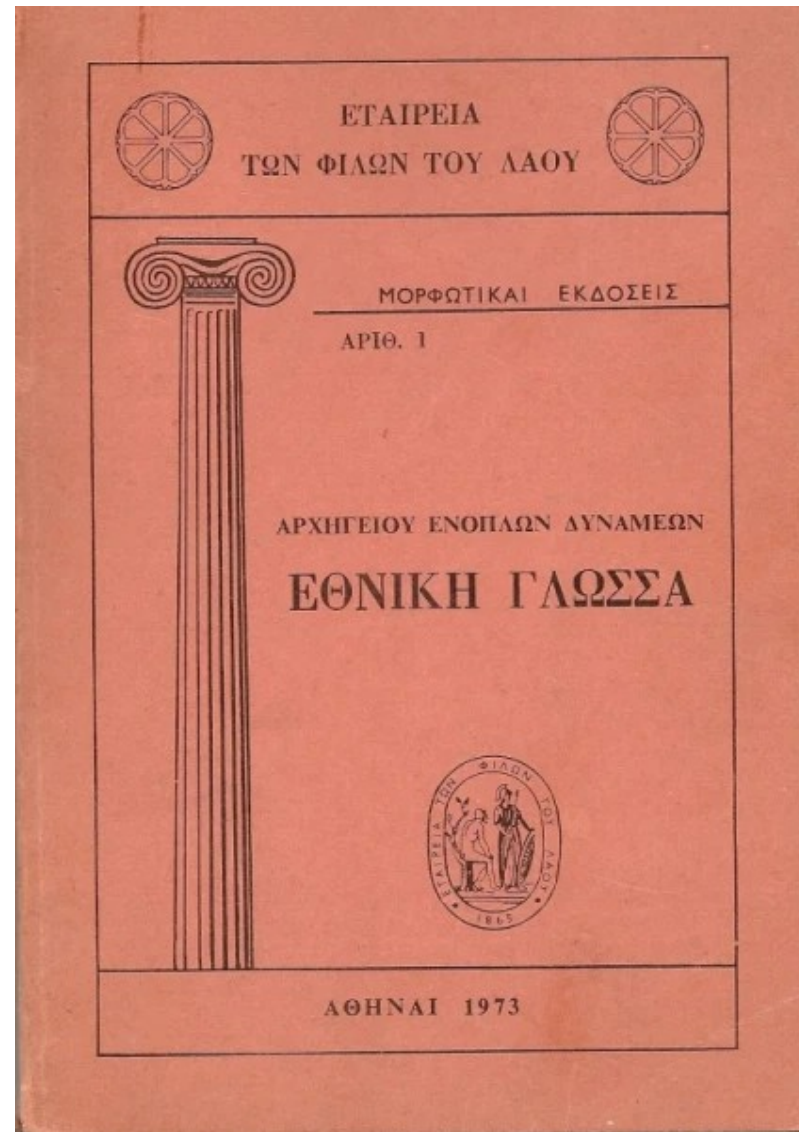 ΕΤΑΙΡΕΙΑ
ΤΩΝ ΦΙΛΩΝ ΤΟΥ ΛΑΟΥ
ΜΟΡΦΩΤΙΚΑΙ ΕΚΔΟΣΕΙΣ
ΑΡΙΘ. 1
ΑΡΧΗΓΕΙΟΥ ΕΝΟΠΛΩΝ ΔΥΝΑΜΕΩΝ
ΕΘΝΙΚΗ ΓΛΩΣΣΑ
ΕΤΑΙΡΕΙΑ ΤΩΝ ΦΙΛΩΝ ΤΟΥ ΛΑΟΥ
1865
ΑΘΗΝΑΙ 1973